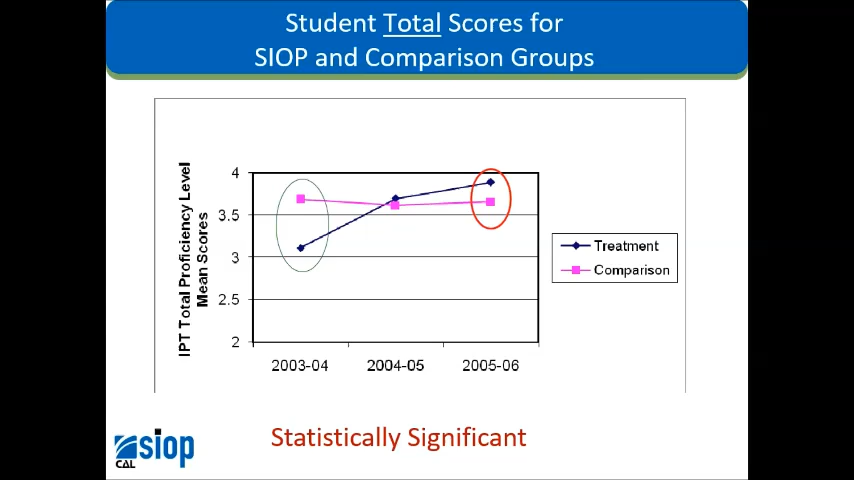 Student Total Scores for
SIOP and Comparison Groups
IPT Total Proficiency Level
Mean Scores
4
3.5
3
2.5
2
2003-04
2004-05
2005-06
Treatment
Comparison
Statistically Significant
CAL
siop